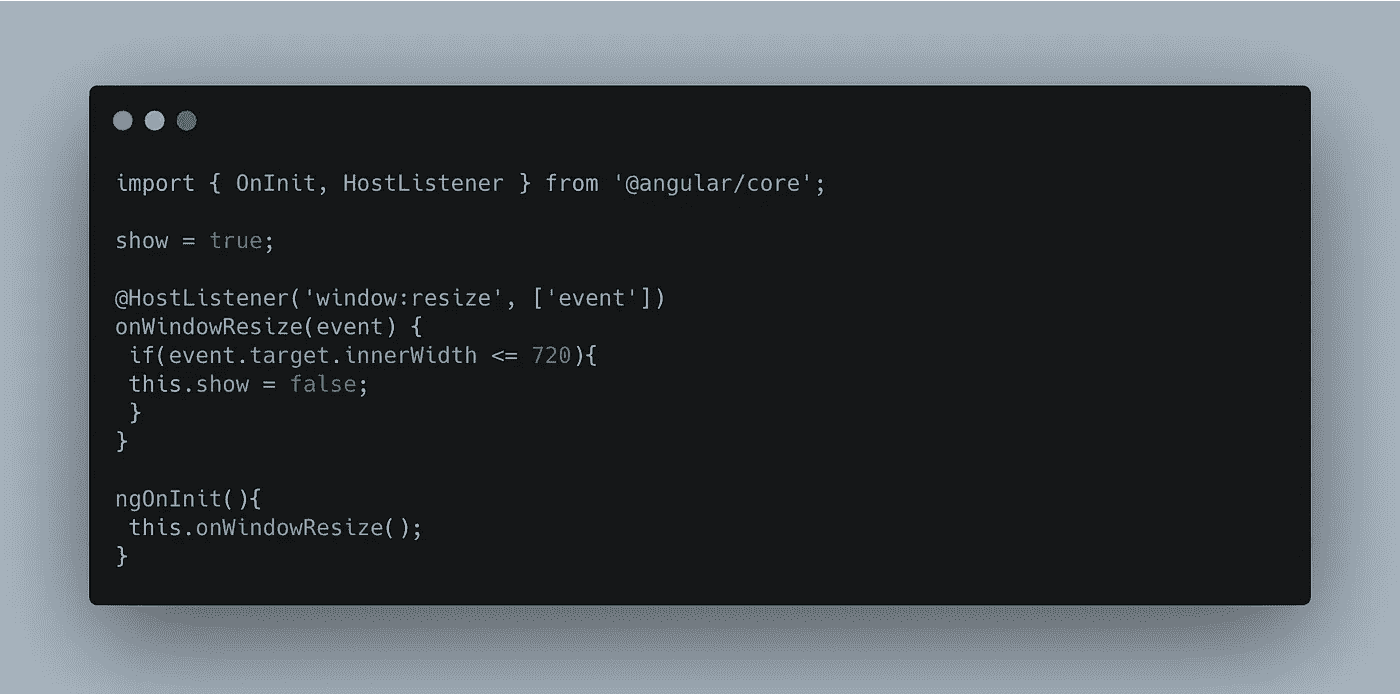 import { OnInit, HostListener } from '@angular/core';
show = true;
@HostListener('window:resize', ['event'])
onWindowResize(event) {
 if(event.target.innerWidth <= 720){
 this.show = false;
 }
}
ngOnInit(){
 this.onWindowResize();
}